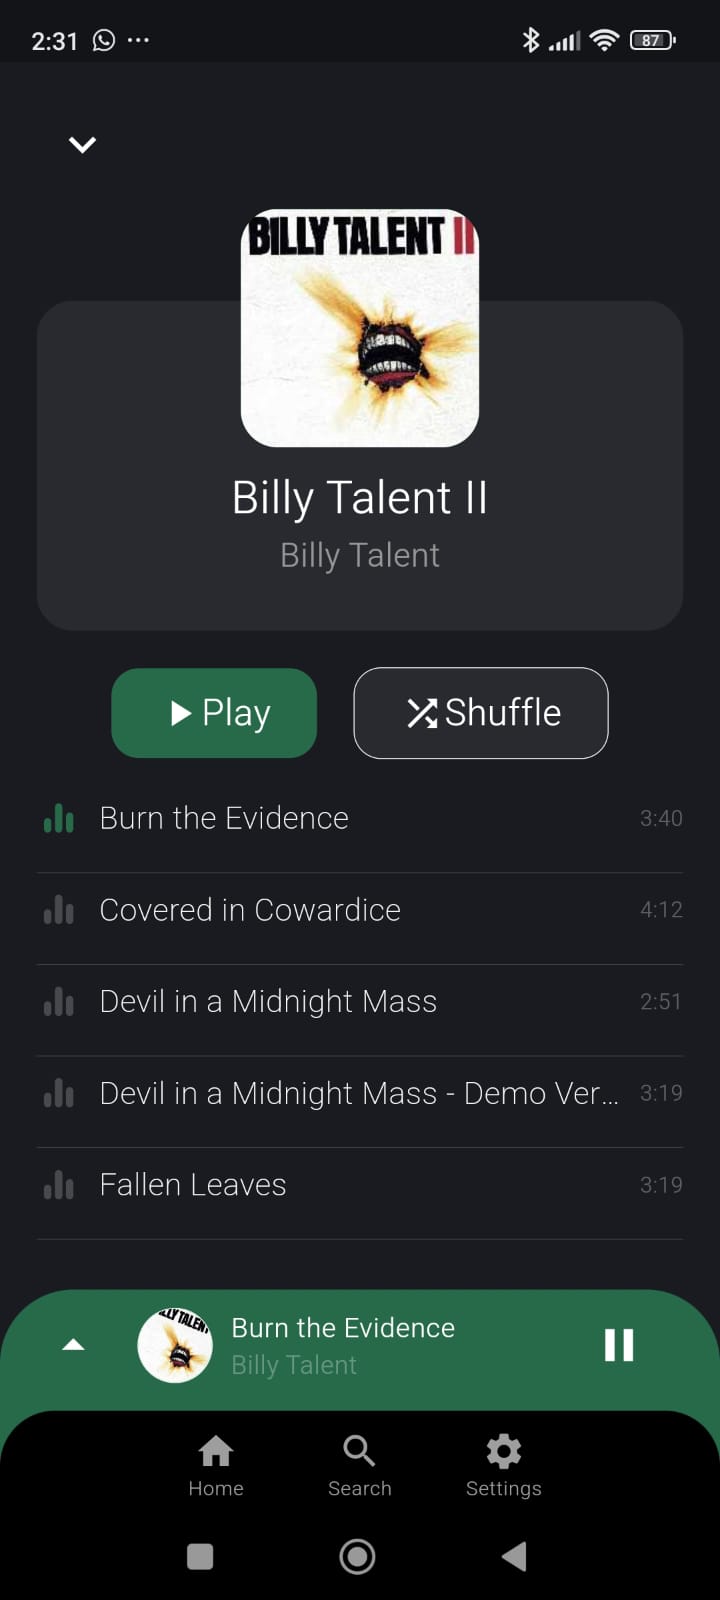 2:31
87
BILLY TALENT II
Billy Talent II
Billy Talent
Play
Shuffle
Burn the Evidence 3:40
Covered in Cowardice 4:12
Devil in a Midnight Mass 2:51
Devil in a Midnight Mass - Demo Ver... 3:19
Fallen Leaves 3:19
LLY TALENT
Burn the Evidence
Billy Talent
Home
Search
Settings